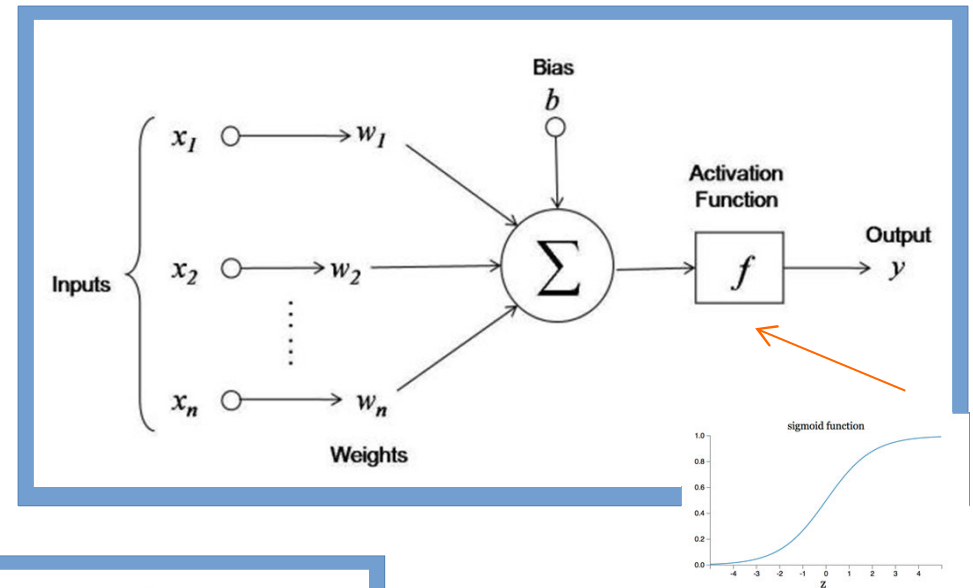 Bias
b
x1 w1
Activation
Function
Output
Inputs x2 w2 Σ f y
xn wn
Weights
sigmoid function
1.0
0.8
0.6
0.4
0.2
0.0
-4 -3 -2 -1 0 1 2 3 4
z